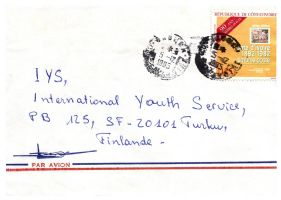 REPUBLIQUE DE COTE D'IVOIRE
IYS,
International Youth Service,
PB 125, SF-20101 Turku,
Finlande-
PAR AVION